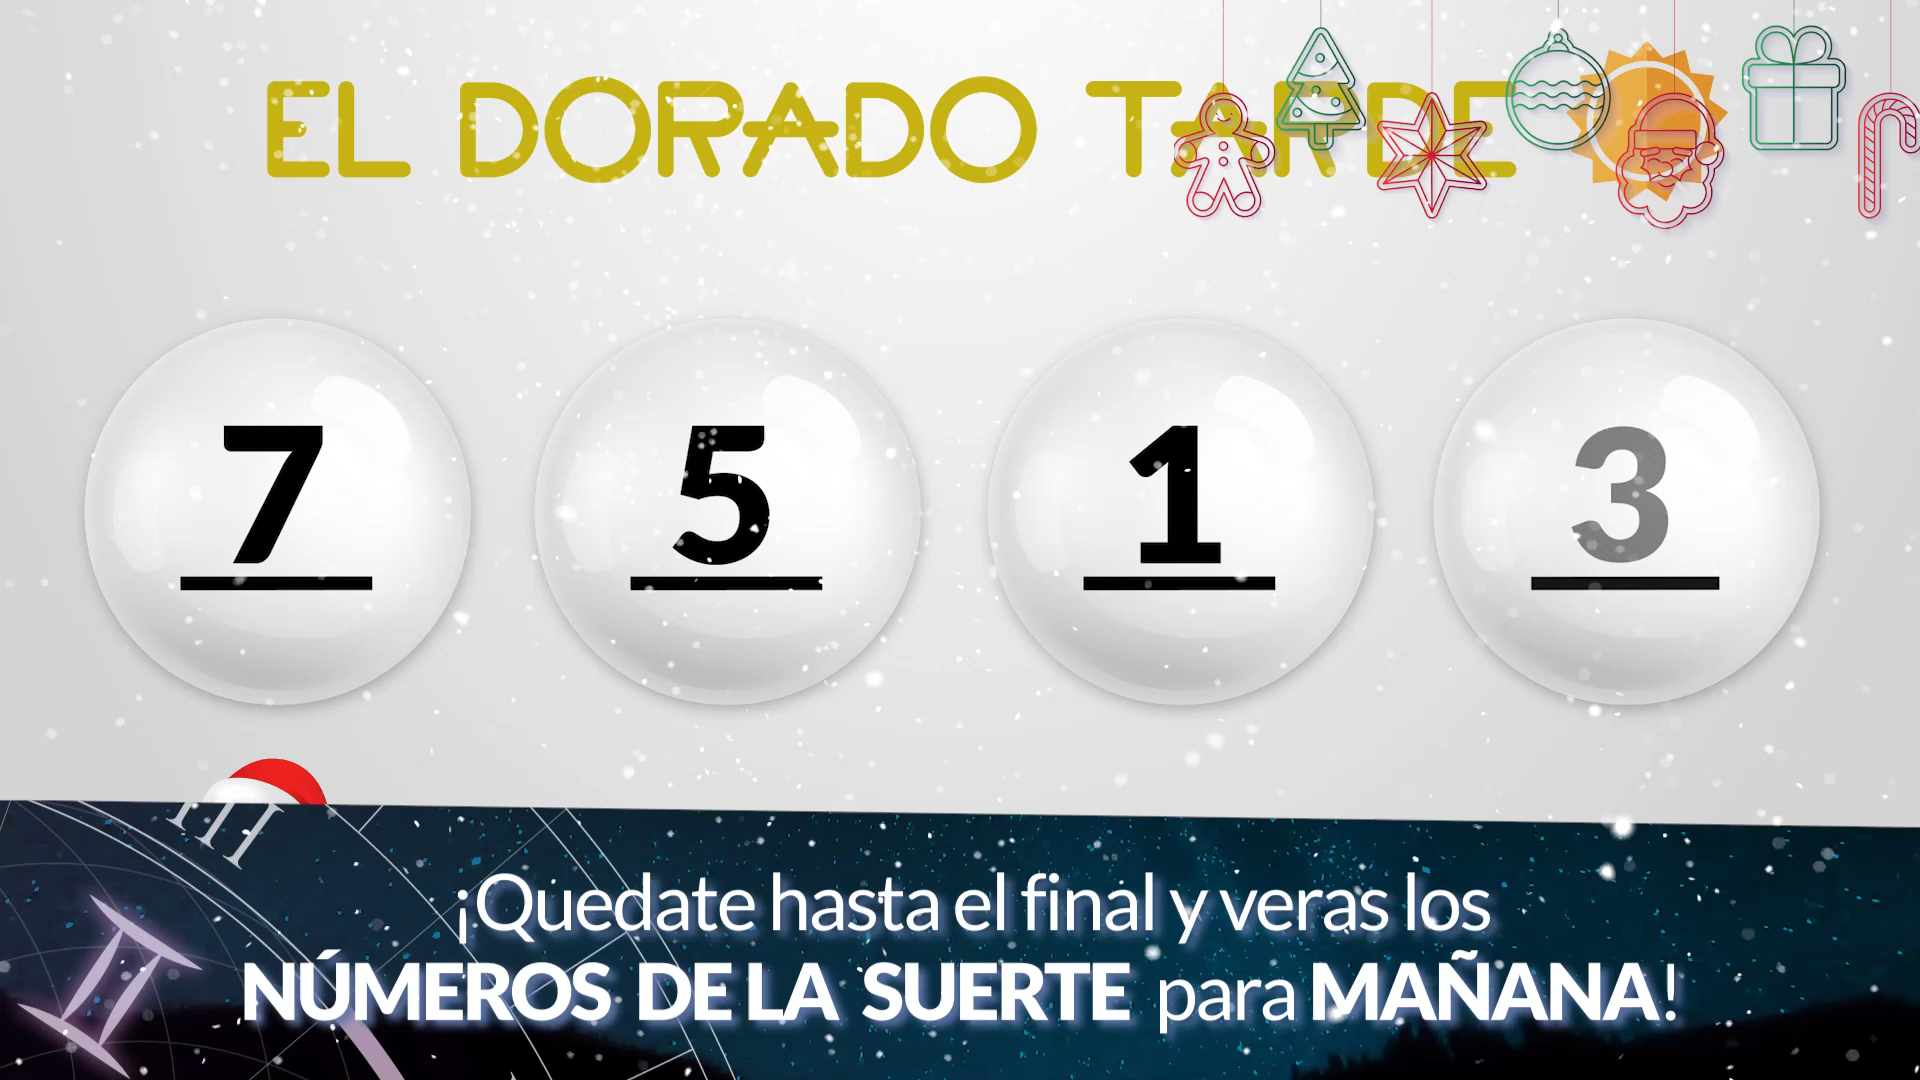 EL DORADO TARDE
7 5 1 3
III
¡Quedate hasta el final y veras los
NÚMEROS DE LA SUERTE para MAÑANA!